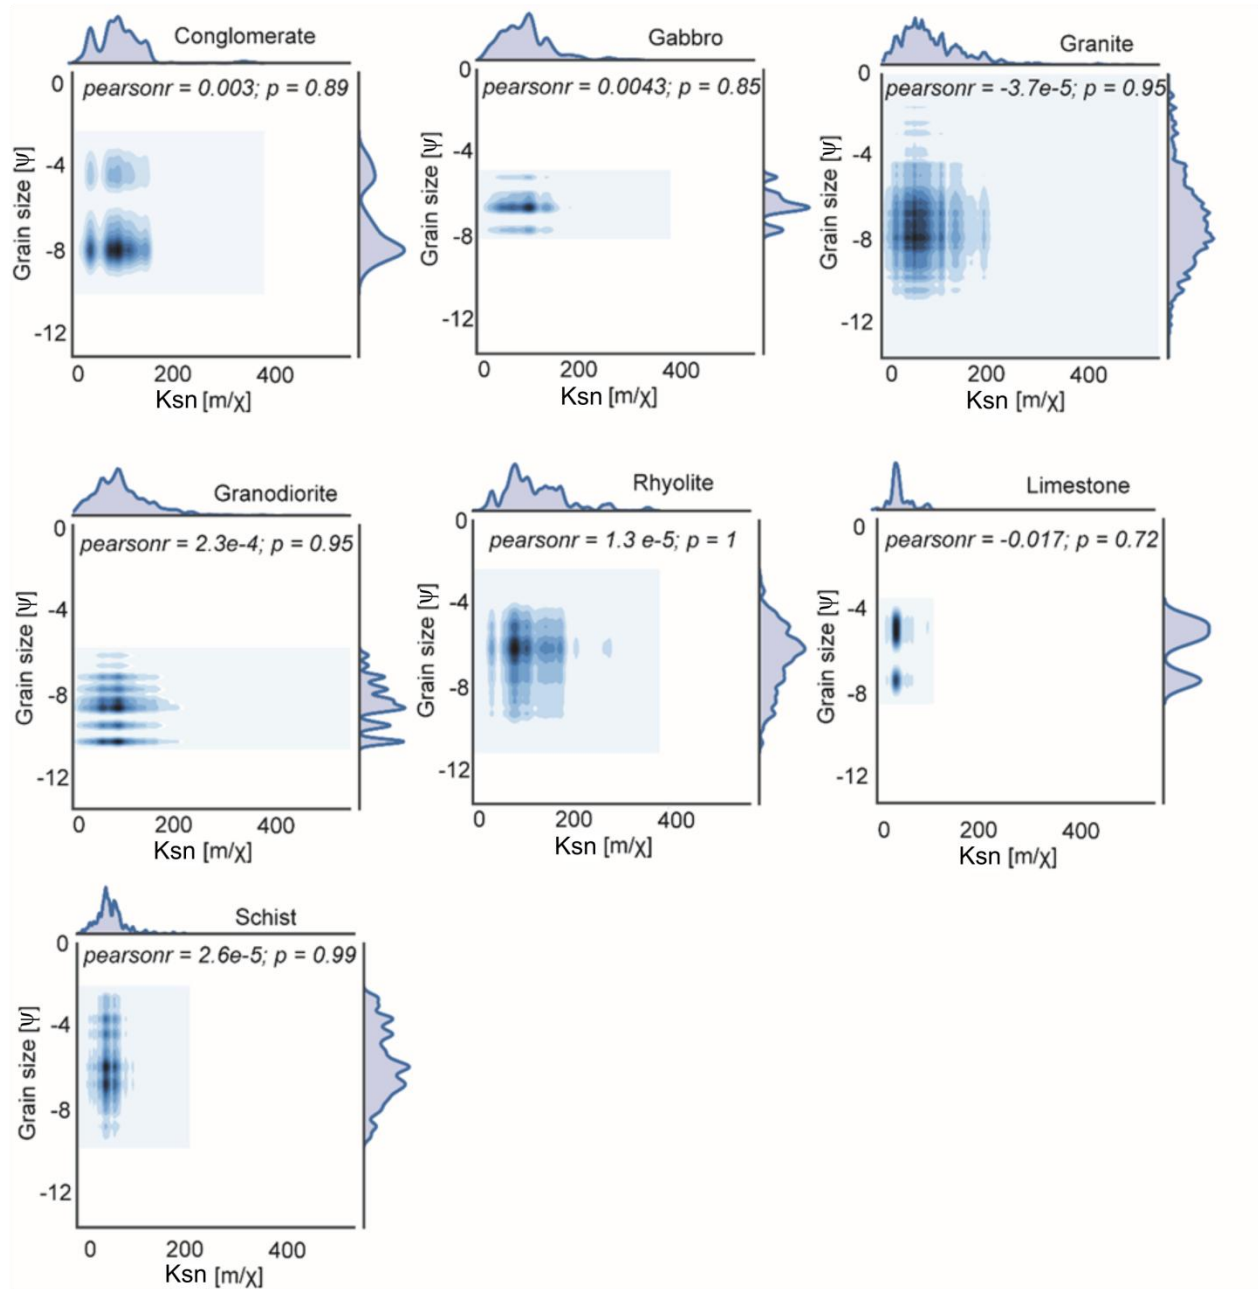 Conglomerate
pearsonr = 0.003; p = 0.89
0
-4
-8
-12
Grain size [ψ]
0 200 400
Ksn [m/χ]
Gabbro
pearsonr = 0.0043; p = 0.85
0
-4
-8
-12
Grain size [ψ]
0 200 400
Ksn [m/χ]
Granite
pearsonr = -3.7e-5; p = 0.95
0
-4
-8
-12
Grain size [ψ]
0 200 400
Ksn [m/χ]
Granodiorite
pearsonr = 2.3e-4; p = 0.95
0
-4
-8
-12
Grain size [ψ]
0 200 400
Ksn [m/χ]
Rhyolite
pearsonr = 1.3 e-5; p = 1
0
-4
-8
-12
Grain size [ψ]
0 200 400
Ksn [m/χ]
Limestone
pearsonr = -0.017; p = 0.72
0
-4
-8
-12
Grain size [ψ]
0 200 400
Ksn [m/χ]
Schist
pearsonr = 2.6e-5; p = 0.99
0
-4
-8
-12
Grain size [ψ]
0 200 400
Ksn [m/χ]